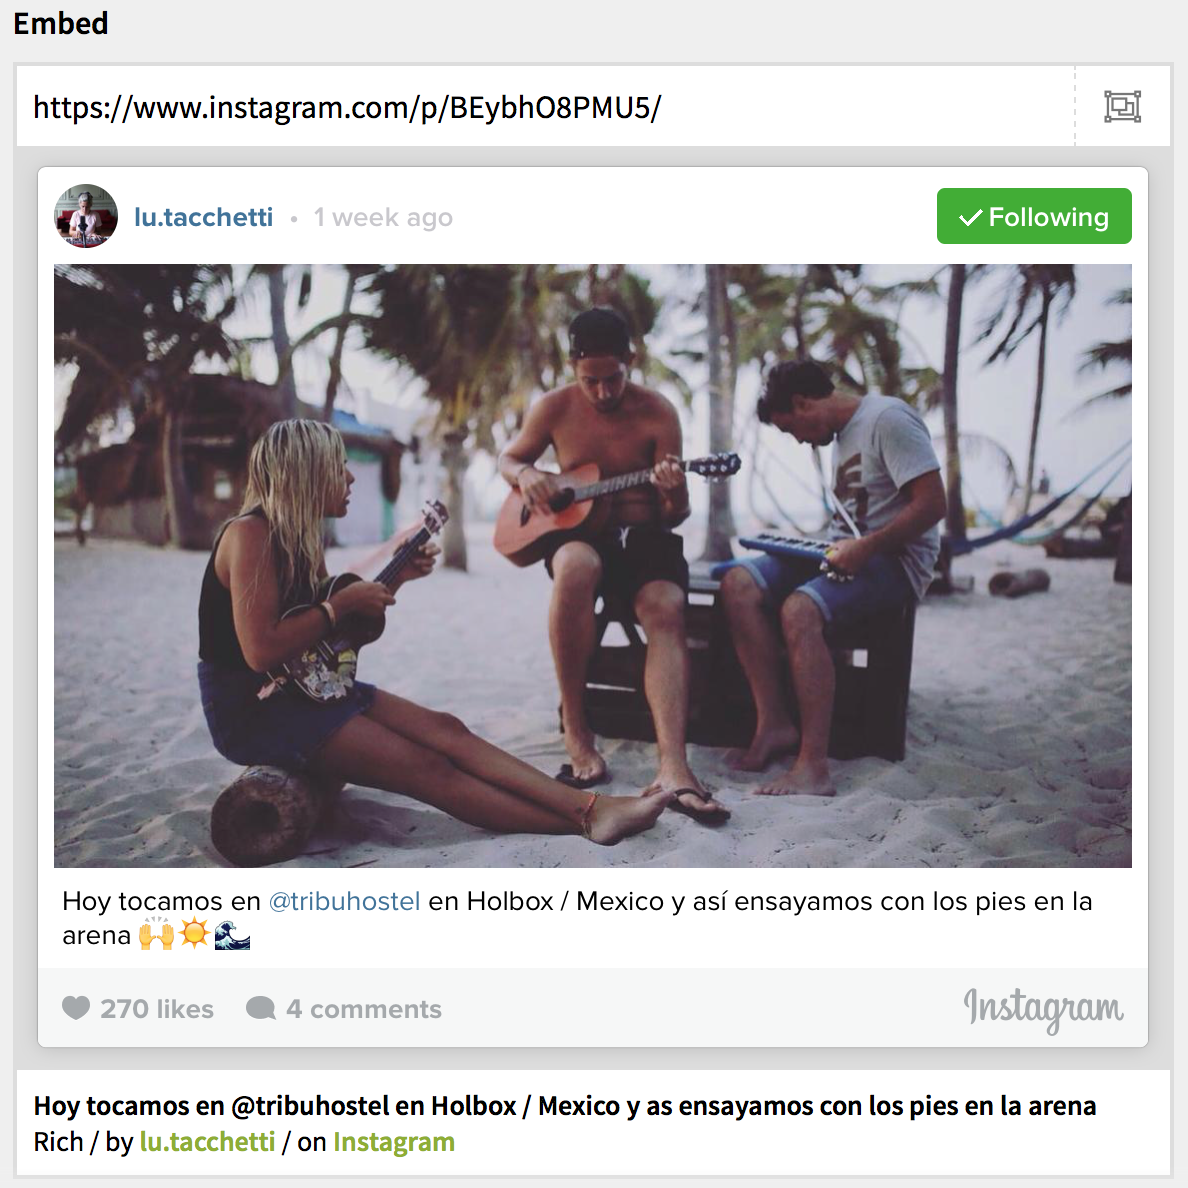 Embed
https://www.instagram.com/p/BEybhO8PMU5/
lu.tacchetti • 1 week ago
Following
Hoy tocamos en @tribuhostel en Holbox / Mexico y así ensayamos con los pies en la
arena 🙌☀️🌊
270 likes 4 comments
Instagram
Hoy tocamos en @tribuhostel en Holbox / Mexico y as ensayamos con los pies en la arena
Rich / by lu.tacchetti / on Instagram